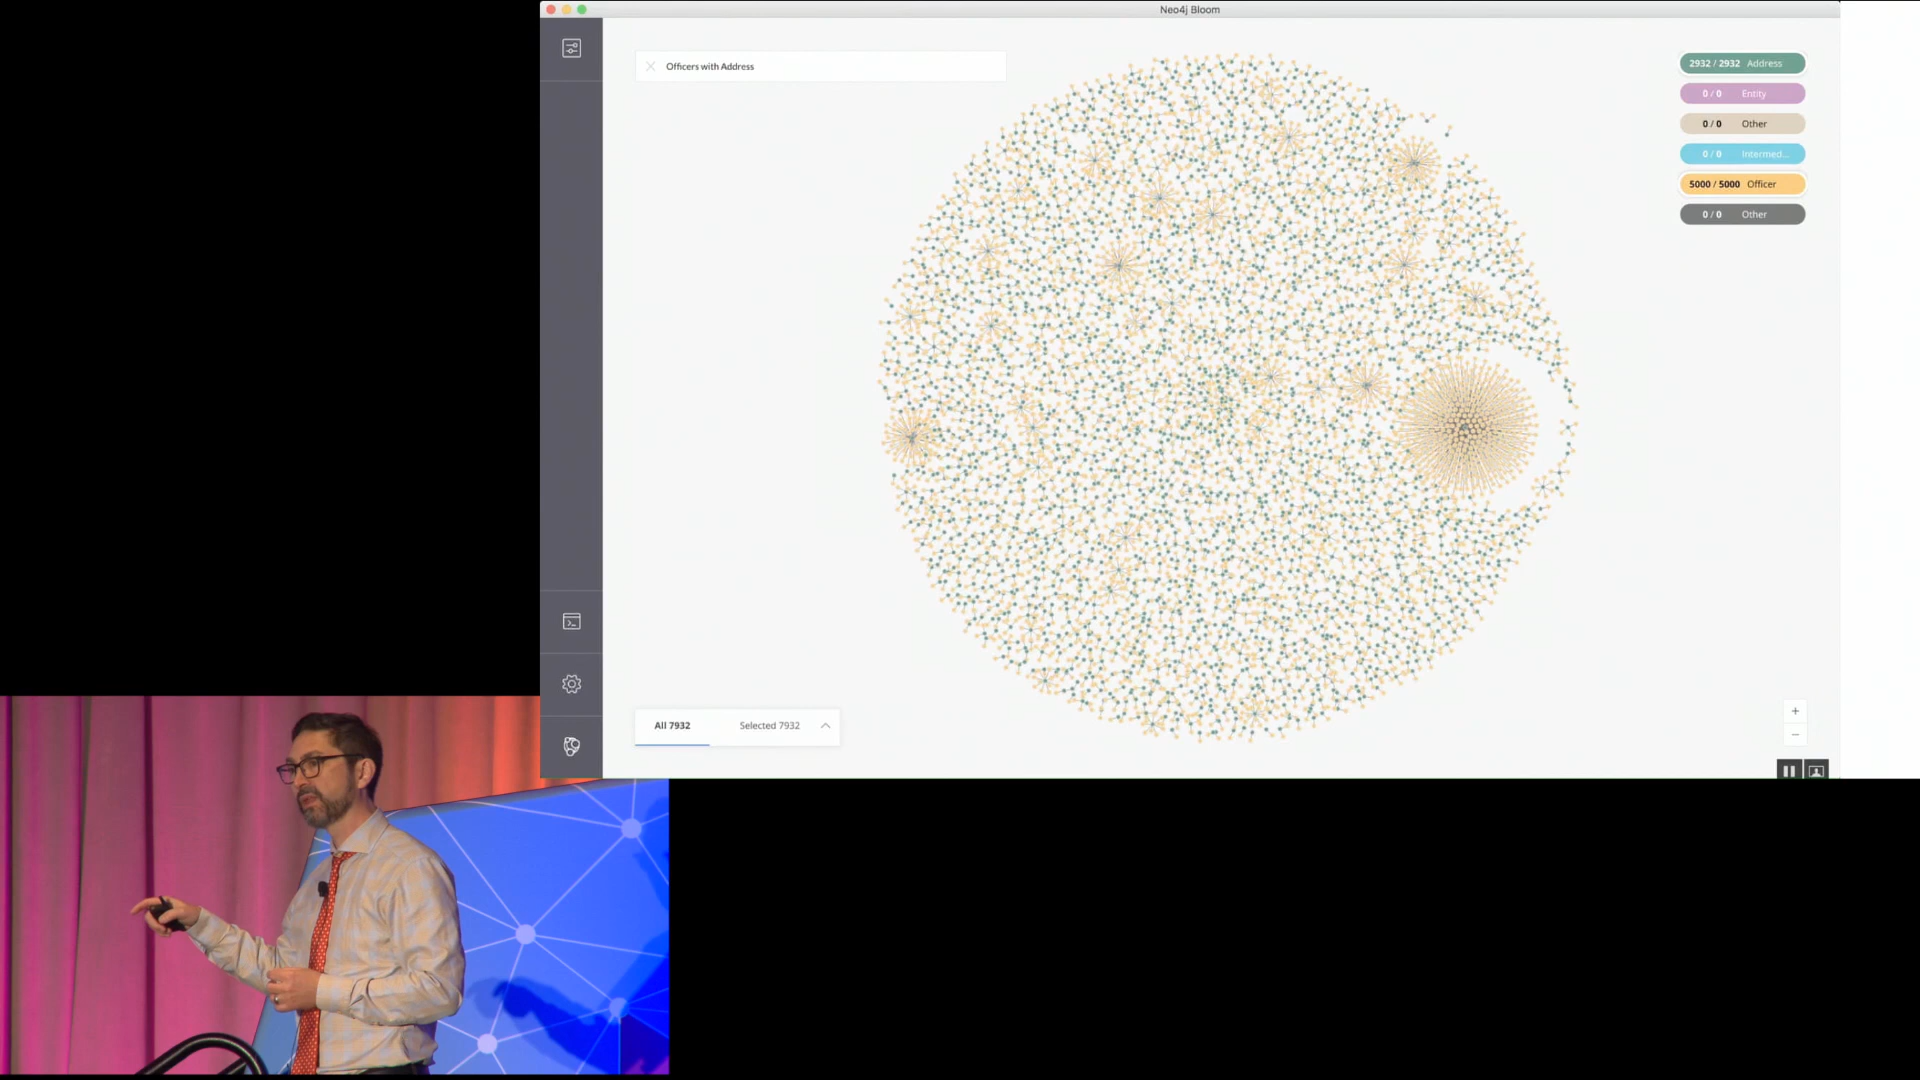 Neo4j Bloom
Officers with Address
2932 / 2932 Address
0 / 0 Entity
0 / 0 Other
0 / 0 Intermed...
5000 / 5000 Officer
0 / 0 Other
All 7932 Selected 7932